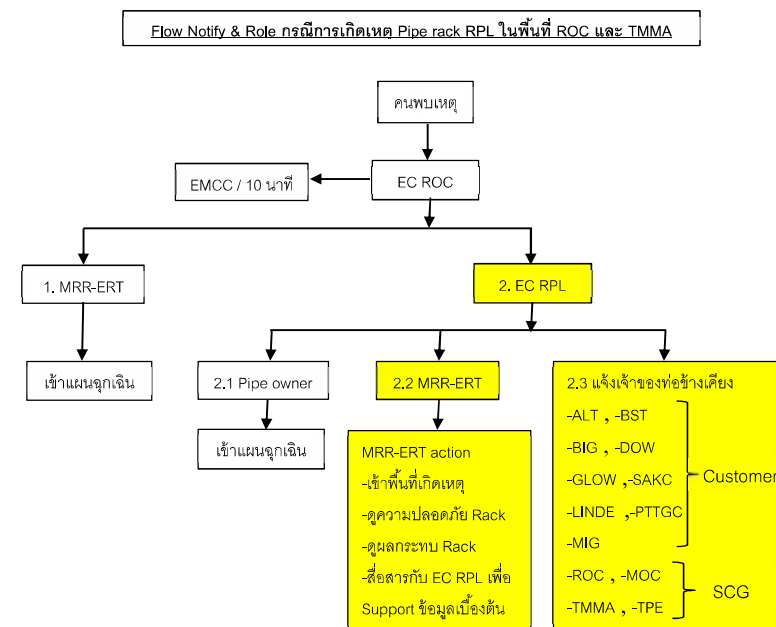 Flow Notify & Role กรณีการเกิดเหตุ Pipe rack RPL ในพื้นที่ ROC และ TMMA
คนพบเหตุ
EMCC / 10 นาที
EC ROC
1. MRR-ERT
2. EC RPL
เข้าแผนฉุกเฉิน
2.1 Pipe owner
2.2 MRR-ERT
2.3 แจ้งเจ้าของท่อข้างเคียง
-ALT , -BST
-BIG , -DOW
-GLOW ,-SAKC
-LINDE ,-PTTGC
-MIG
Customer
-ROC , -MOC
-TMMA , -TPE
SCG
เข้าแผนฉุกเฉิน
MRR-ERT action
-เข้าพื้นที่เกิดเหตุ
-ดูความปลอดภัย Rack
-ดูผลกระทบ Rack
-สื่อสารกับ EC RPL เพื่อ
Support ข้อมูลเบื้องต้น